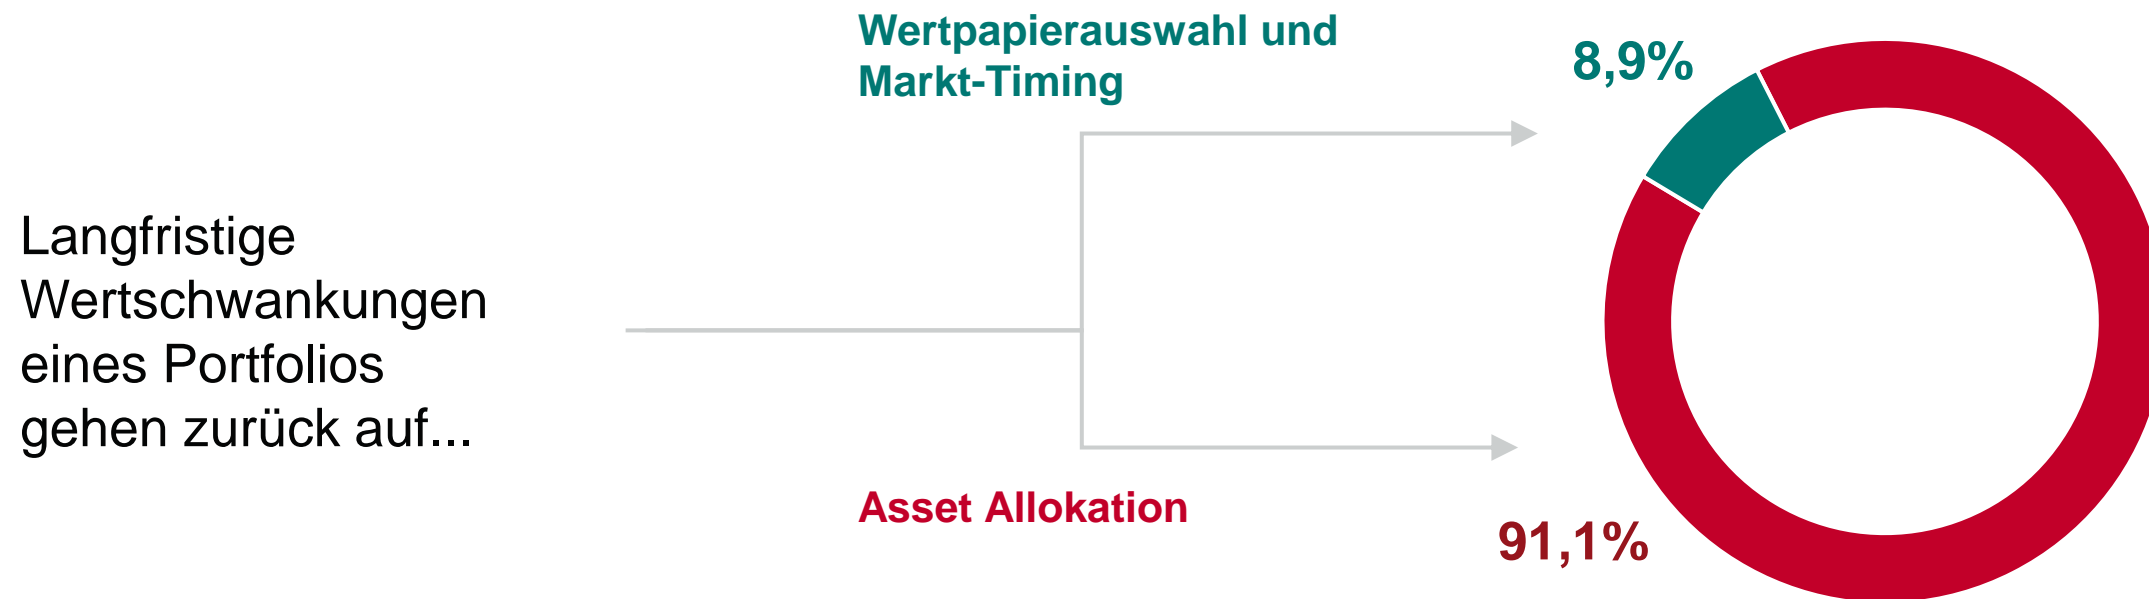 Langfristige
Wertschwankungen
eines Portfolios
gehen zurück auf...
Wertpapierauswahl und
Markt-Timing
8,9%
Asset Allokation
91,1%